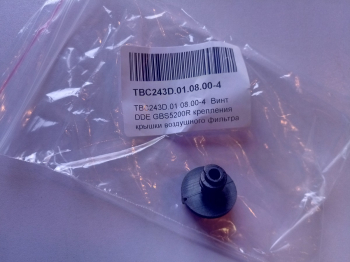 TBC243D.01.08.00-4
TBC243D.01.08.00-4 Винт
DDE GBS5200R крепления
крышки воздушного фильтра